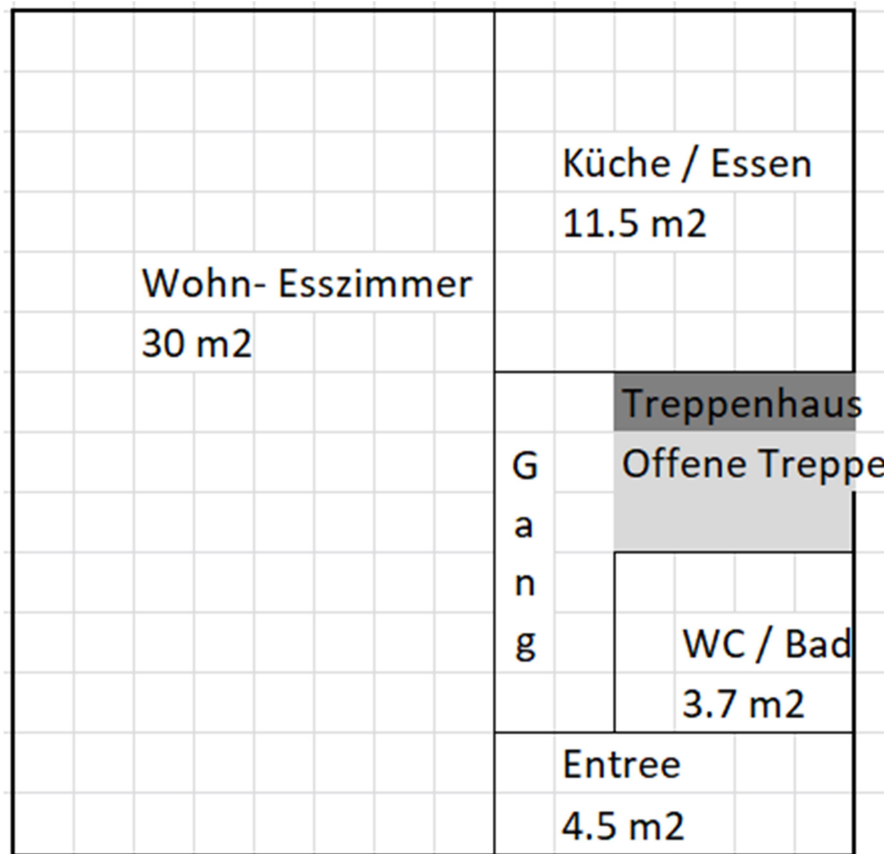 Küche / Essen
11.5 m2
Wohn- Esszimmer
30 m2
Treppenhaus
Offene Treppe
G
a
n
g
WC / Bad
3.7 m2
Entree
4.5 m2